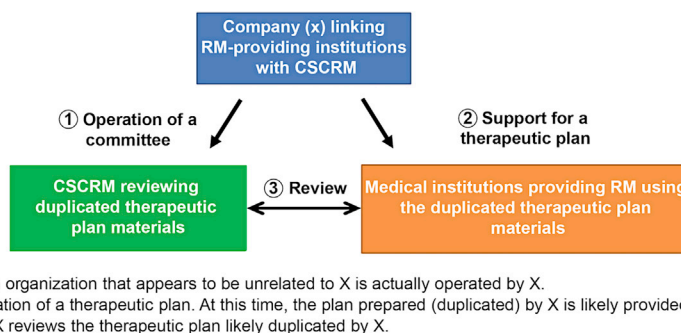 Company (x) linking
RM-providing institutions
with CSCRM
① Operation of a
committee
② Support for a
therapeutic plan
CSCRM reviewing
duplicated therapeutic
plan materials
③ Review
Medical institutions providing RM using
the duplicated therapeutic plan
materials
organization that appears to be unrelated to X is actually operated by X.
ation of a therapeutic plan. At this time, the plan prepared (duplicated) by X is likely provided
X reviews the therapeutic plan likely duplicated by X.